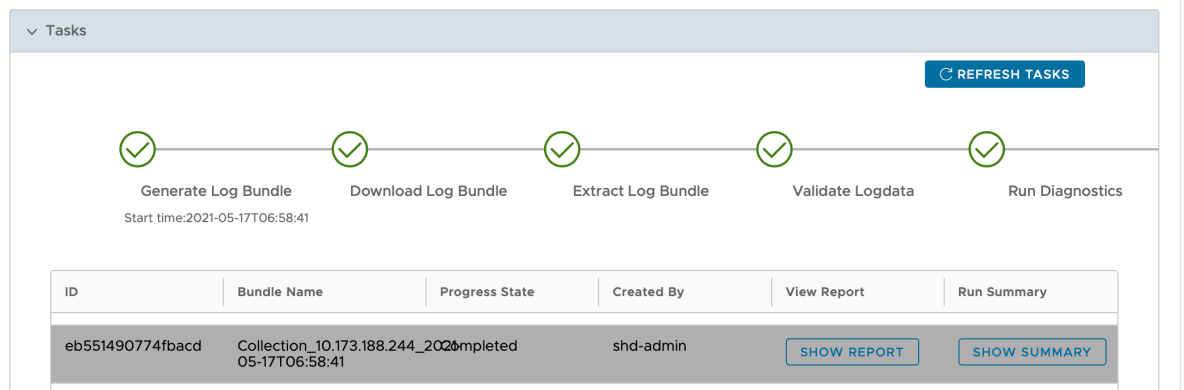 Tasks
REFRESH TASKS
Generate Log Bundle Download Log Bundle Extract Log Bundle Validate Logdata Run Diagnostics
Start time:2021-05-17T06:58:41
ID Bundle Name Progress State Created By View Report Run Summary
eb551490774fbacd Collection_10.173.188.244_2021- Completed shd-admin SHOW REPORT SHOW SUMMARY
05-17T06:58:41